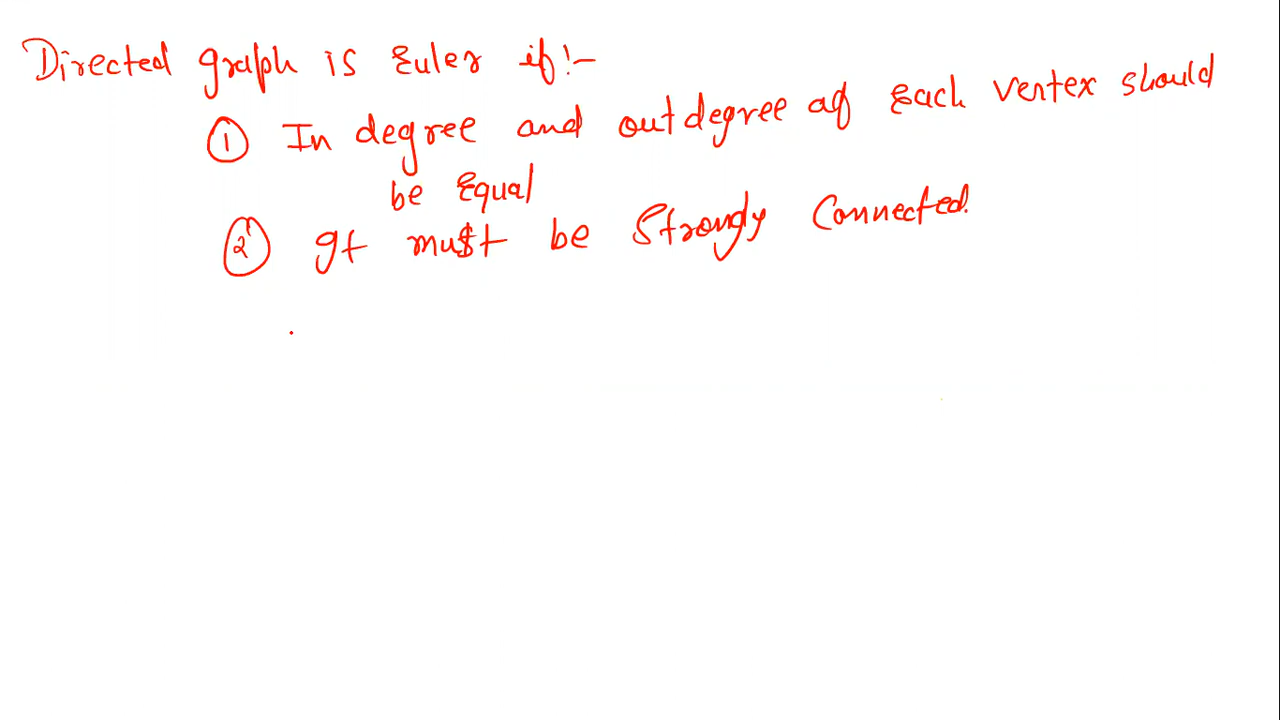 Directed graph is Euler if :-
① In degree and outdegree of each vertex should
be Equal
② It must be Strongly Connected.